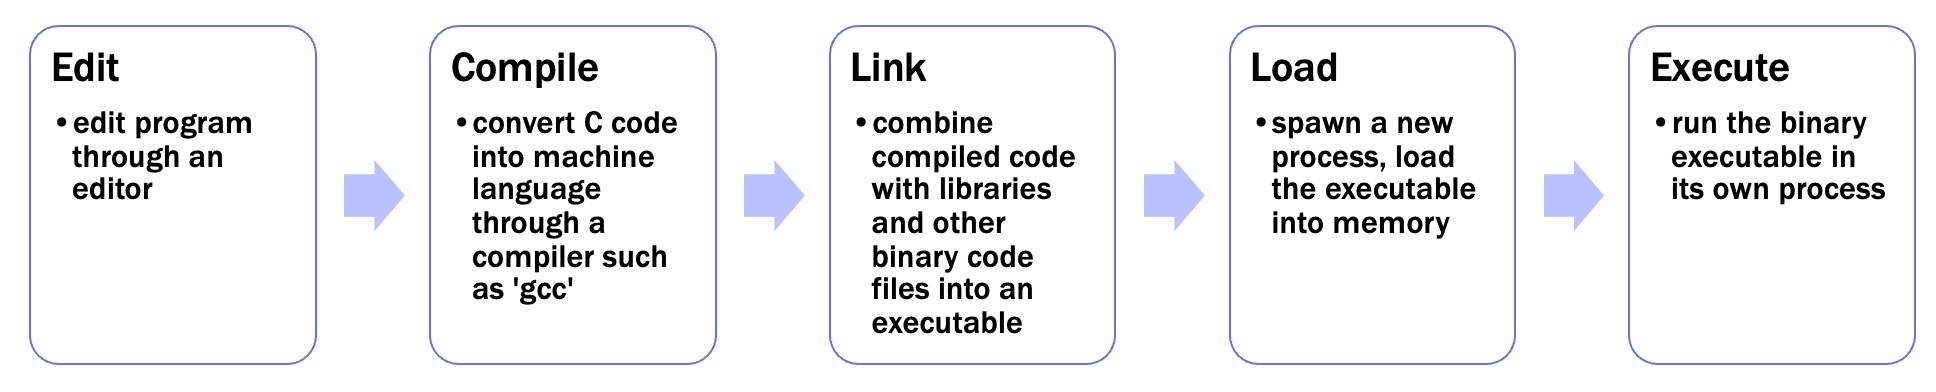 Edit
• edit program
through an
editor
Compile
• convert C code
into machine
language
through a
compiler such
as 'gcc'
Link
• combine
compiled code
with libraries
and other
binary code
files into an
executable
Load
• spawn a new
process, load
the executable
into memory
Execute
• run the binary
executable in
its own process